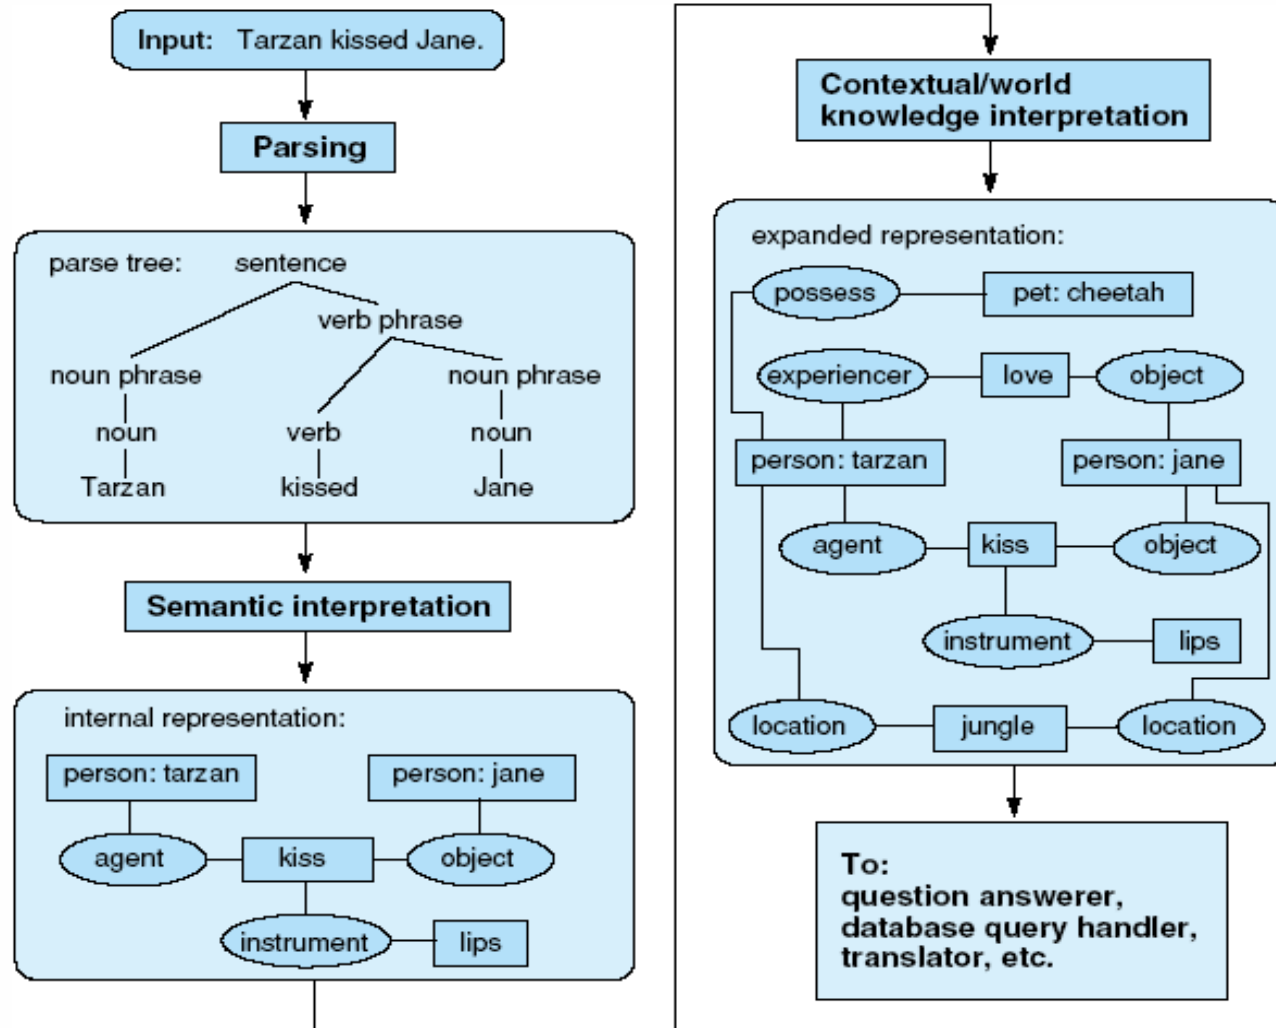 Input: Tarzan kissed Jane.
Parsing
parse tree: sentence
verb phrase
noun phrase noun phrase
noun verb noun
Tarzan kissed Jane
Semantic interpretation
internal representation:
person: tarzan person: jane
agent kiss object
instrument lips
Contextual/world
knowledge interpretation
expanded representation:
possess pet: cheetah
experiencer love object
person: tarzan person: jane
agent kiss object
instrument lips
location jungle location
To:
question answerer,
database query handler,
translator, etc.